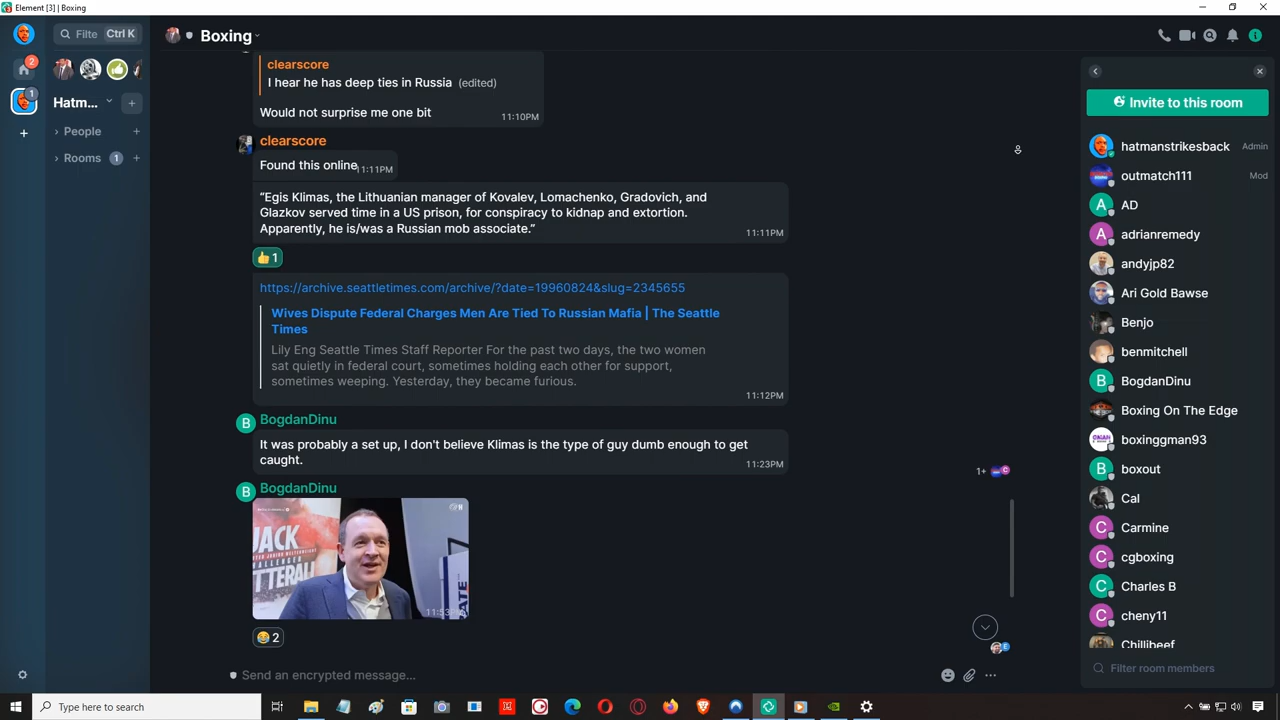 Element [3] | Boxing
Filte
Ctrl K
Boxing
Hatm...
People
Rooms
1
2
1
clearscore
I hear he has deep ties in Russia (edited)
Would not surprise me one bit
11:10PM
clearscore
Found this online
11:11PM
“Egis Klimas, the Lithuanian manager of Kovalev, Lomachenko, Gradovich, and
Glazkov served time in a US prison, for conspiracy to kidnap and extortion.
Apparently, he is/was a Russian mob associate.”
11:11PM
👍 1
https://archive.seattletimes.com/archive/?date=19960824&slug=2345655
Wives Dispute Federal Charges Men Are Tied To Russian Mafia | The Seattle
Times
Lily Eng Seattle Times Staff Reporter For the past two days, the two women
sat quietly in federal court, sometimes holding each other for support,
sometimes weeping. Yesterday, they became furious.
11:12PM
B
BogdanDinu
It was probably a set up, I don't believe Klimas is the type of guy dumb enough to get
caught.
11:23PM
1+
C
B
BogdanDinu
JACK
11:53PM
😂 2
E
Send an encrypted message...
Invite to this room
hatmanstrikesback Admin
outmatch111 Mod
A AD
A adrianremedy
andyjp82
Ari Gold Bawse
Benjo
benmitchell
B BogdanDinu
Boxing On The Edge
boxinggman93
B boxout
Cal
C Carmine
C cgboxing
C Charles B
C cheny11
Chillibeef
Filter room members
Type here to search